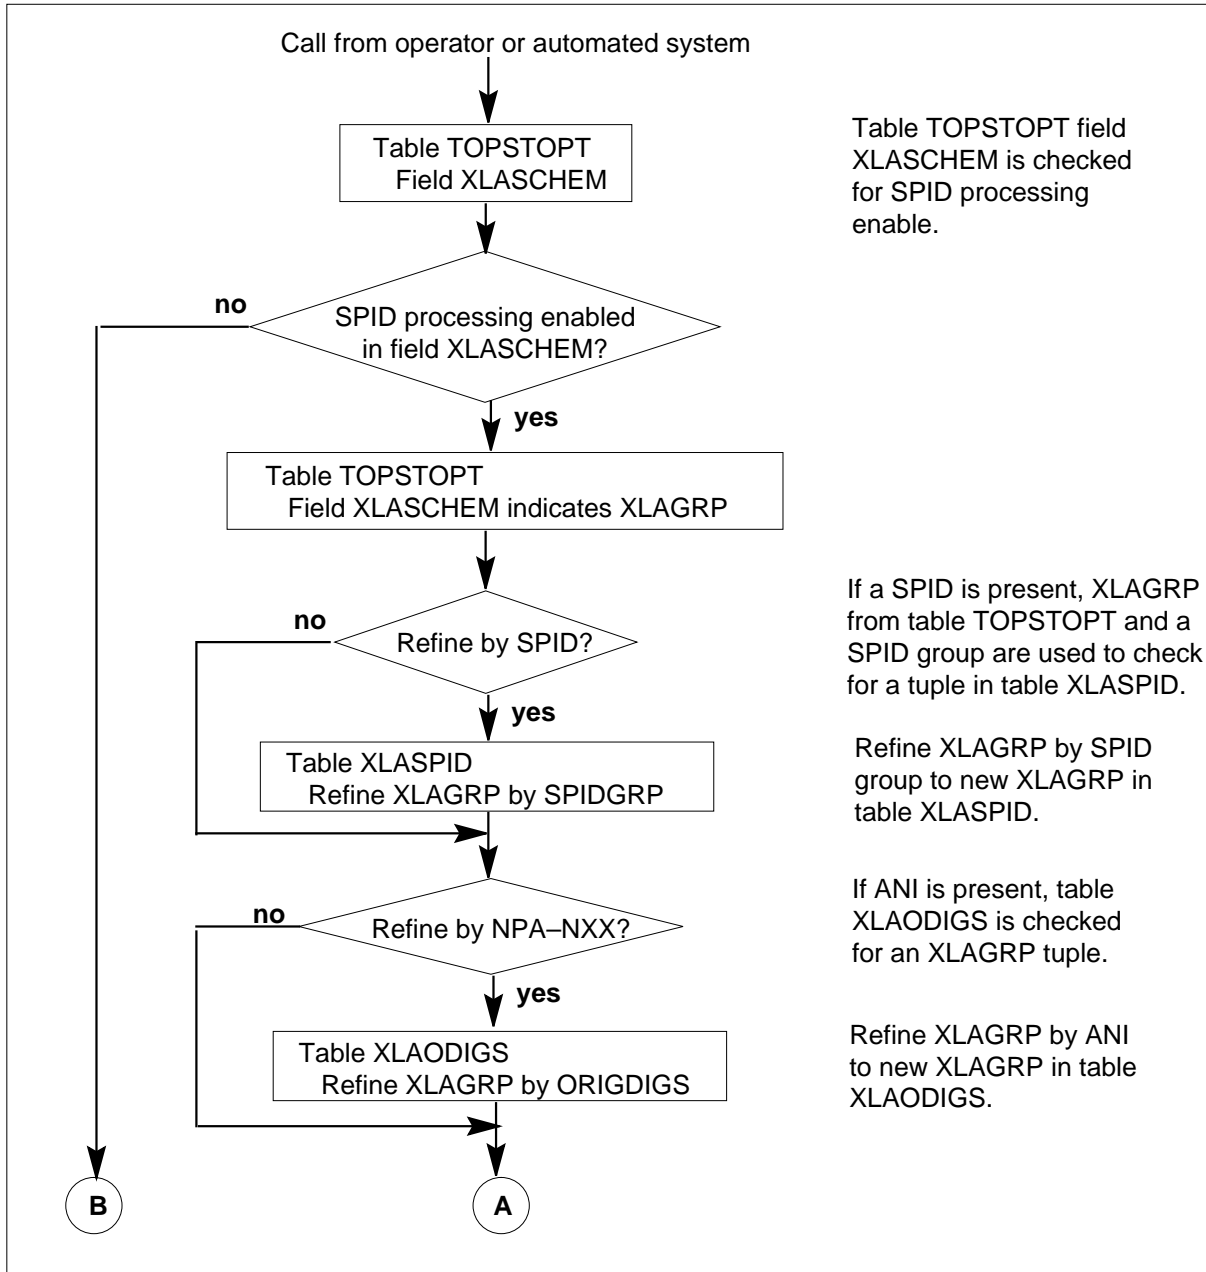 Call from operator or automated system
Table TOPSTOPT
Field XLASCHEM
Table TOPSTOPT field
XLASCHEM is checked
for SPID processing
enable.
no
SPID processing enabled
in field XLASCHEM?
yes
Table TOPSTOPT
Field XLASCHEM indicates XLAGRP
no
Refine by SPID?
If a SPID is present, XLAGRP
from table TOPSTOPT and a
SPID group are used to check
for a tuple in table XLASPID.
yes
Table XLASPID
Refine XLAGRP by SPIDGRP
Refine XLAGRP by SPID
group to new XLAGRP in
table XLASPID.
no
Refine by NPA–NXX?
If ANI is present, table
XLAODIGS is checked
for an XLAGRP tuple.
yes
Table XLAODIGS
Refine XLAGRP by ORIGDIGS
Refine XLAGRP by ANI
to new XLAGRP in table
XLAODIGS.
B
A